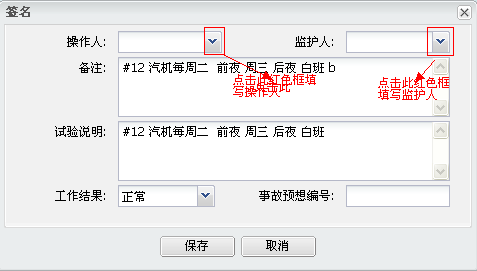 签名
操作人: 监护人:
备注: #12 汽机每周二 前夜 周三 后夜 白班 b
点击此红色框填
写操作人
点击此红色框
填写监护人
试验说明: #12 汽机每周二 前夜 周三 后夜 白班
工作结果: 正常 事故预想编号:
保存 取消